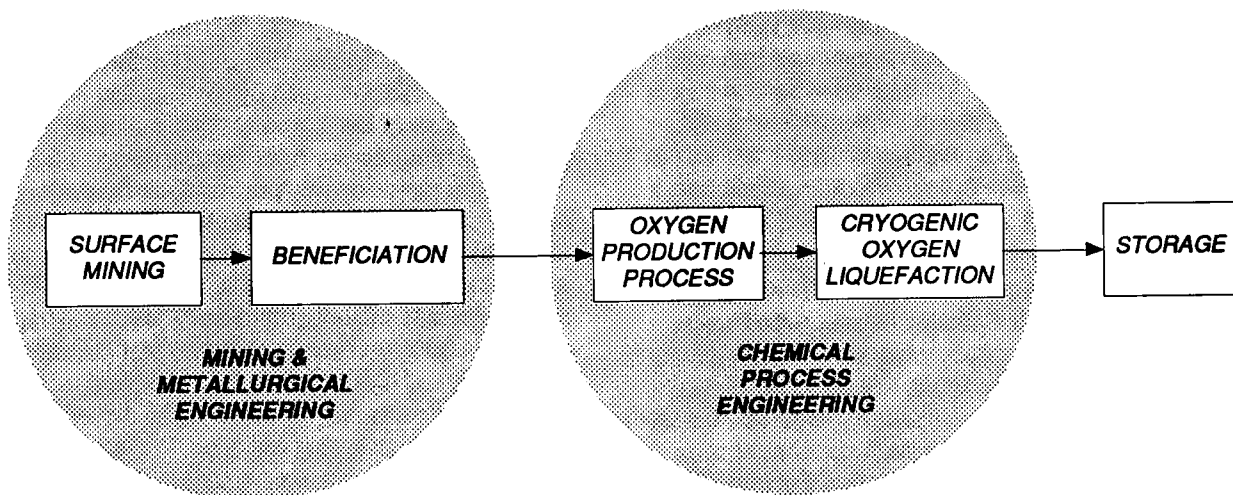 SURFACE
MINING
BENEFICIATION
OXYGEN
PRODUCTION
PROCESS
CRYOGENIC
OXYGEN
LIQUEFACTION
STORAGE
MINING &
METALLURGICAL
ENGINEERING
CHEMICAL
PROCESS
ENGINEERING